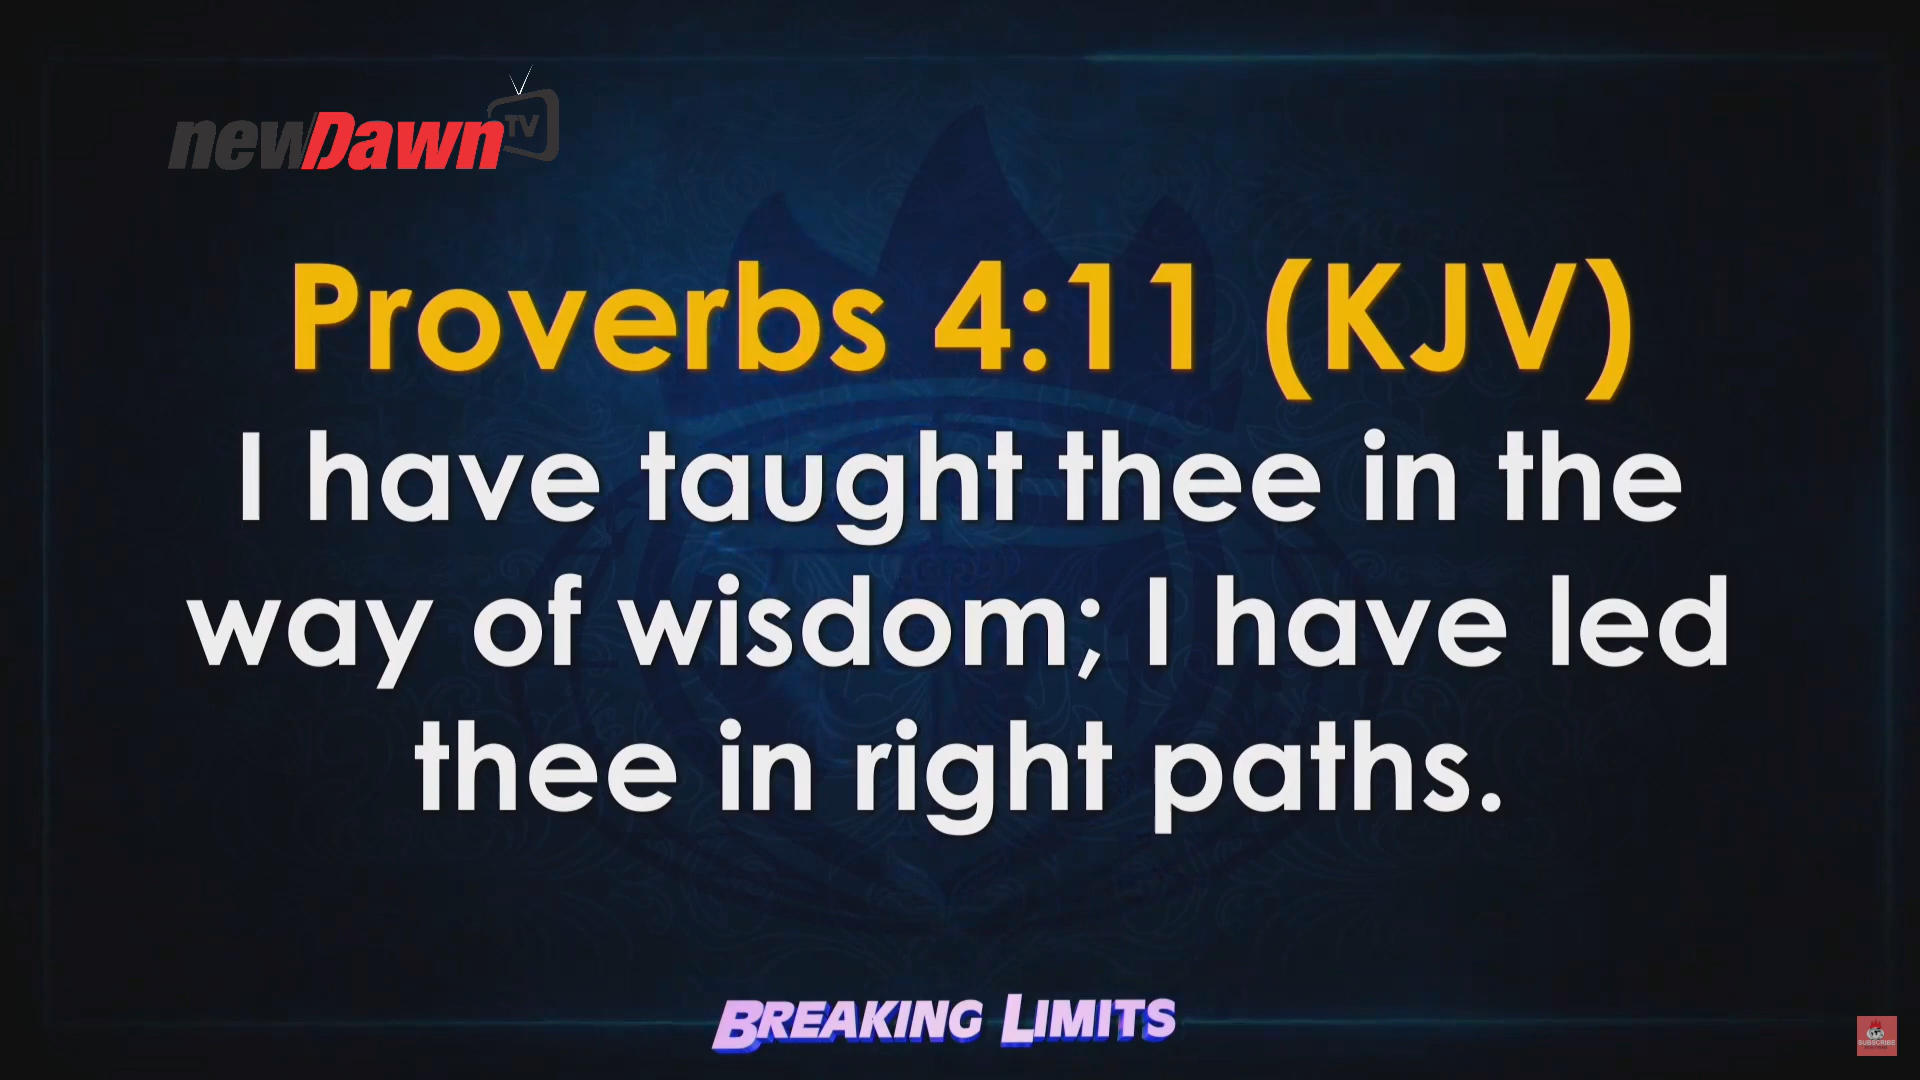 newDawn TV
Proverbs 4:11 (KJV)
I have taught thee in the
way of wisdom; I have led
thee in right paths.
BREAKING LIMITS
SUBSCRIBE